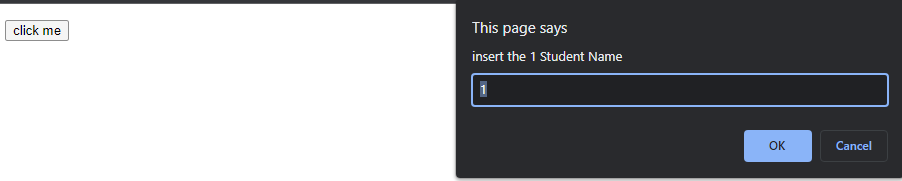 click me
This page says
insert the 1 Student Name
1
OK
Cancel